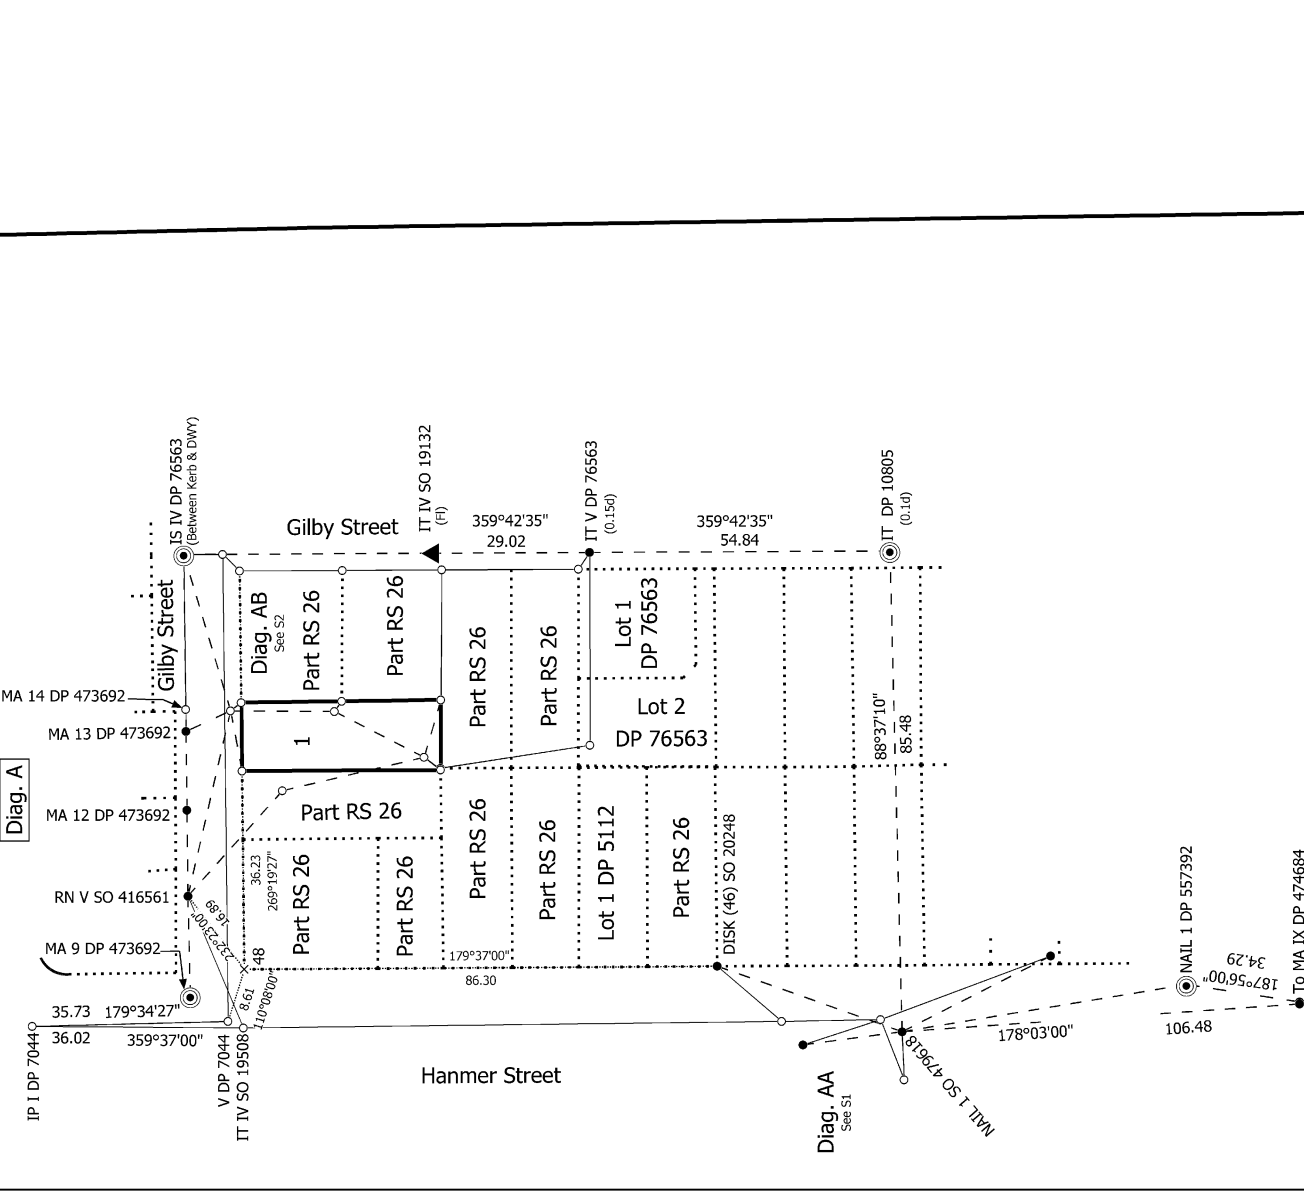 IS IV DP 76563
(Between Kerb & DWY)
IT IV SO 19132
(FI)
IT V DP 76563
(0.15d)
IT DP 10805
(0.1d)
Gilby Street
359°42'35"
29.02
359°42'35"
54.84
Gilby Street
Diag. AB
See S2
Part RS 26
Part RS 26
Part RS 26
Part RS 26
Lot 1
DP 76563
Lot 2
DP 76563
88°37'10"
85.48
MA 14 DP 473692
MA 13 DP 473692
1
Diag. A
MA 12 DP 473692
Part RS 26
Part RS 26
Part RS 26
Lot 1 DP 5112
Part RS 26
DISK (46) SO 20248
36.23
269°19'27"
Part RS 26
Part RS 26
RN V SO 416561
16.89
232°23'00"
MA 9 DP 473692
48
179°37'00"
86.30
8.61
110°08'00"
NAIL 1 DP 557392
34.29
187°56'00"
To MA IX DP 474684
35.73 179°34'27"
36.02 359°37'00"
178°03'00"
106.48
IP I DP 7044
V DP 7044
IT IV SO 19508
Hanmer Street
Diag. AA
See S1
NAIL 1 SO 479618